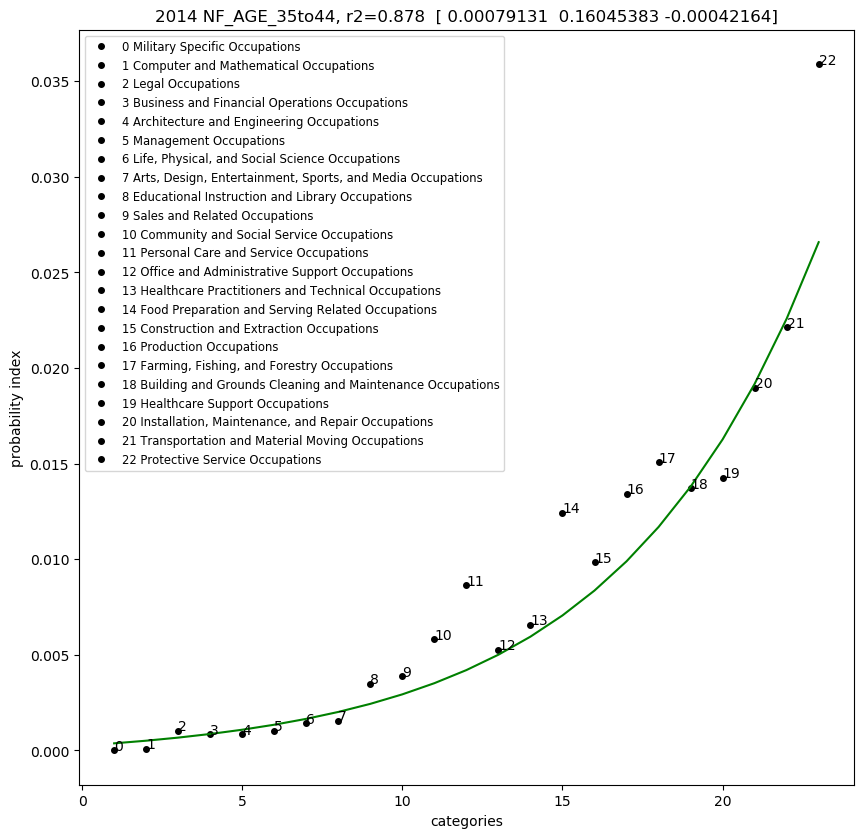 2014 NF_AGE_35to44, r2=0.878 [ 0.00079131 0.16045383 -0.00042164]
0 Military Specific Occupations
1 Computer and Mathematical Occupations
2 Legal Occupations
3 Business and Financial Operations Occupations
4 Architecture and Engineering Occupations
5 Management Occupations
6 Life, Physical, and Social Science Occupations
7 Arts, Design, Entertainment, Sports, and Media Occupations
8 Educational Instruction and Library Occupations
9 Sales and Related Occupations
10 Community and Social Service Occupations
11 Personal Care and Service Occupations
12 Office and Administrative Support Occupations
13 Healthcare Practitioners and Technical Occupations
14 Food Preparation and Serving Related Occupations
15 Construction and Extraction Occupations
16 Production Occupations
17 Farming, Fishing, and Forestry Occupations
18 Building and Grounds Cleaning and Maintenance Occupations
19 Healthcare Support Occupations
20 Installation, Maintenance, and Repair Occupations
21 Transportation and Material Moving Occupations
22 Protective Service Occupations
probability index
0.035
0.030
0.025
0.020
0.015
0.010
0.005
0.000
0
1
2
3
4
5
6
7
8
9
10
11
12
13
14
15
16
17
18
19
20
21
22
0
5
10
15
20
categories